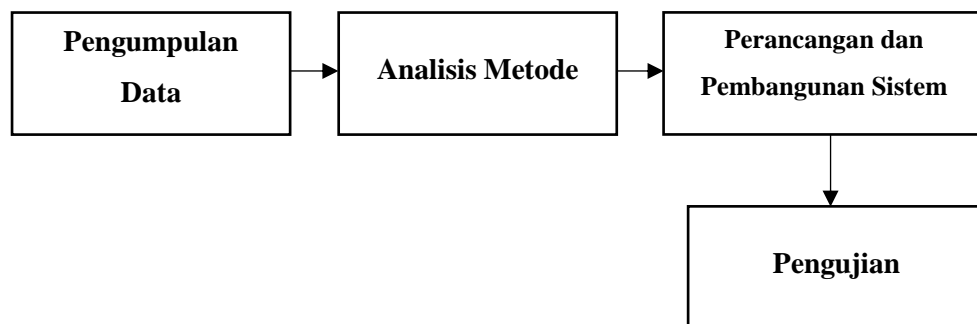 Pengumpulan
Data
Analisis Metode
Perancangan dan
Pembangunan Sistem
Pengujian